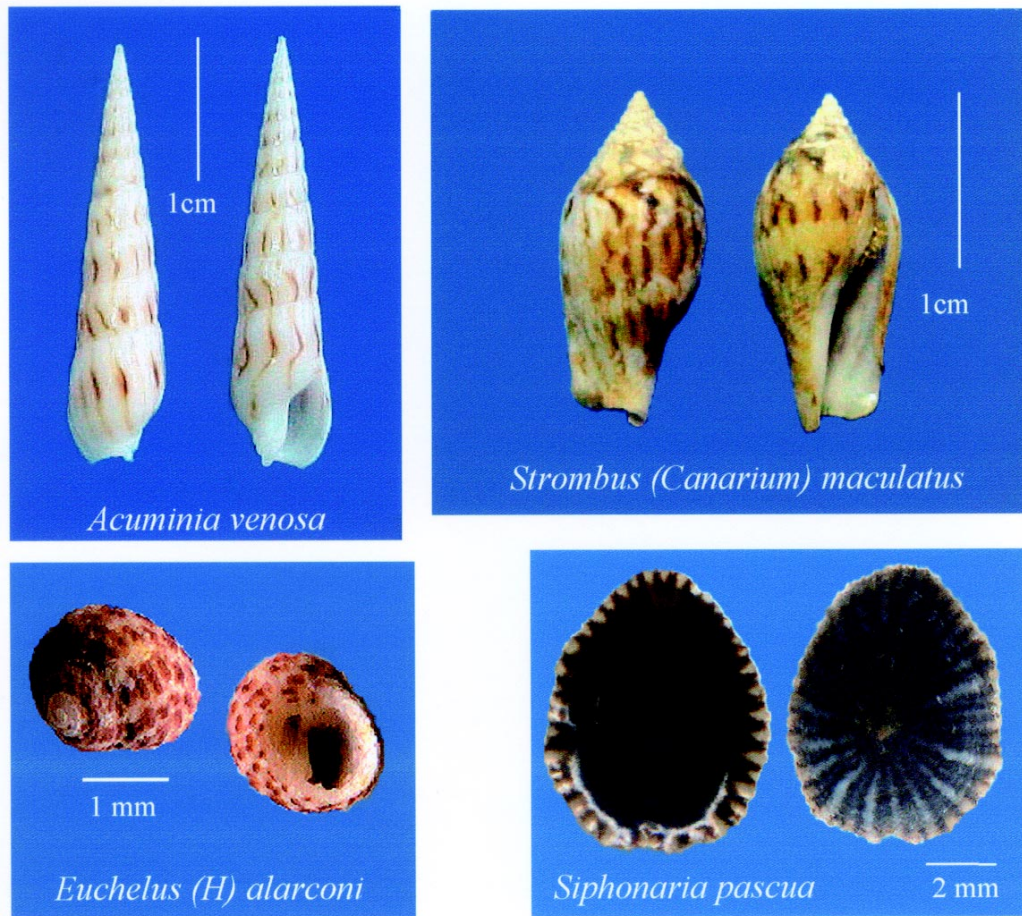 1cm
Acuminia venosa
1cm
Strombus (Canarium) maculatus
1 mm
Euchelus (H) alarconi
2 mm
Siphonaria pascua